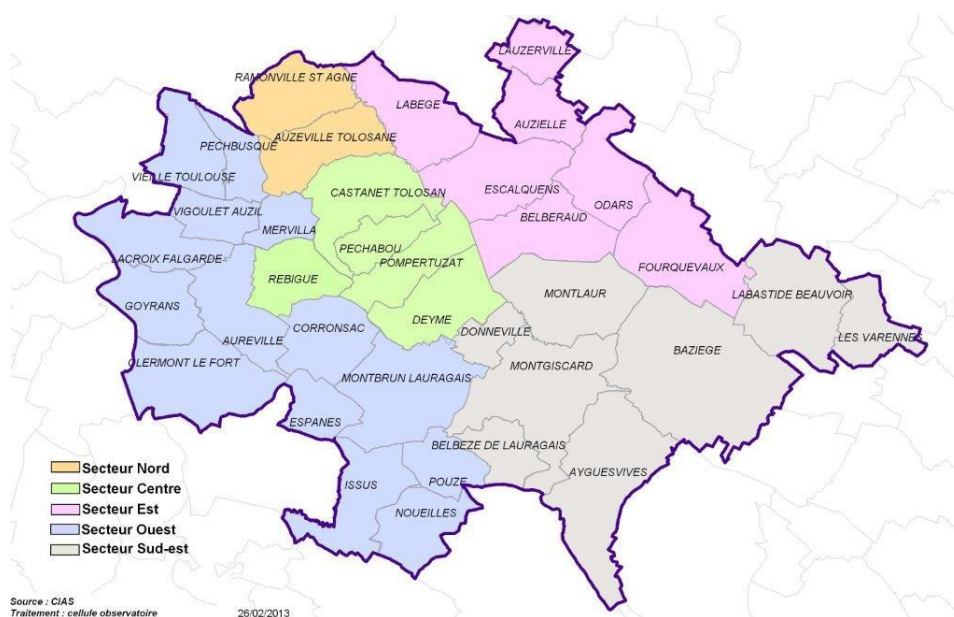 LAUZERVILLE
RAMONVILLE ST AGNE
LABEGE
AUZIELLE
AUZEVILLE TOLOSANE
PECHBUSQUE
VIEILLE TOULOUSE
CASTANET TOLOSAN
ESCALQUENS
ODARS
VIGOULET AUZIL
BELBERAUD
MERVILLA
PECHABOU
LACROIX FALGARDE
POMPERTUZAT
FOURQUEVAUX
REBIGUE
LABASTIDE BEAUVOIR
MONTLAUR
GOYRANS
DEYME
CORRONSAC
DONNEVILLE
LES VARENNES
AUREVILLE
BAZIEGE
CLERMONT LE FORT
MONTGISCARD
MONTBRUN LAURAGAIS
ESPANES
BELBEZE DE LAURAGAIS
AYGUESVIVES
ISSUS
POUZE
NOUEILLES
Secteur Nord
Secteur Centre
Secteur Est
Secteur Ouest
Secteur Sud-est
Source : CIAS
Traitement : cellule observatoire 26/02/2013